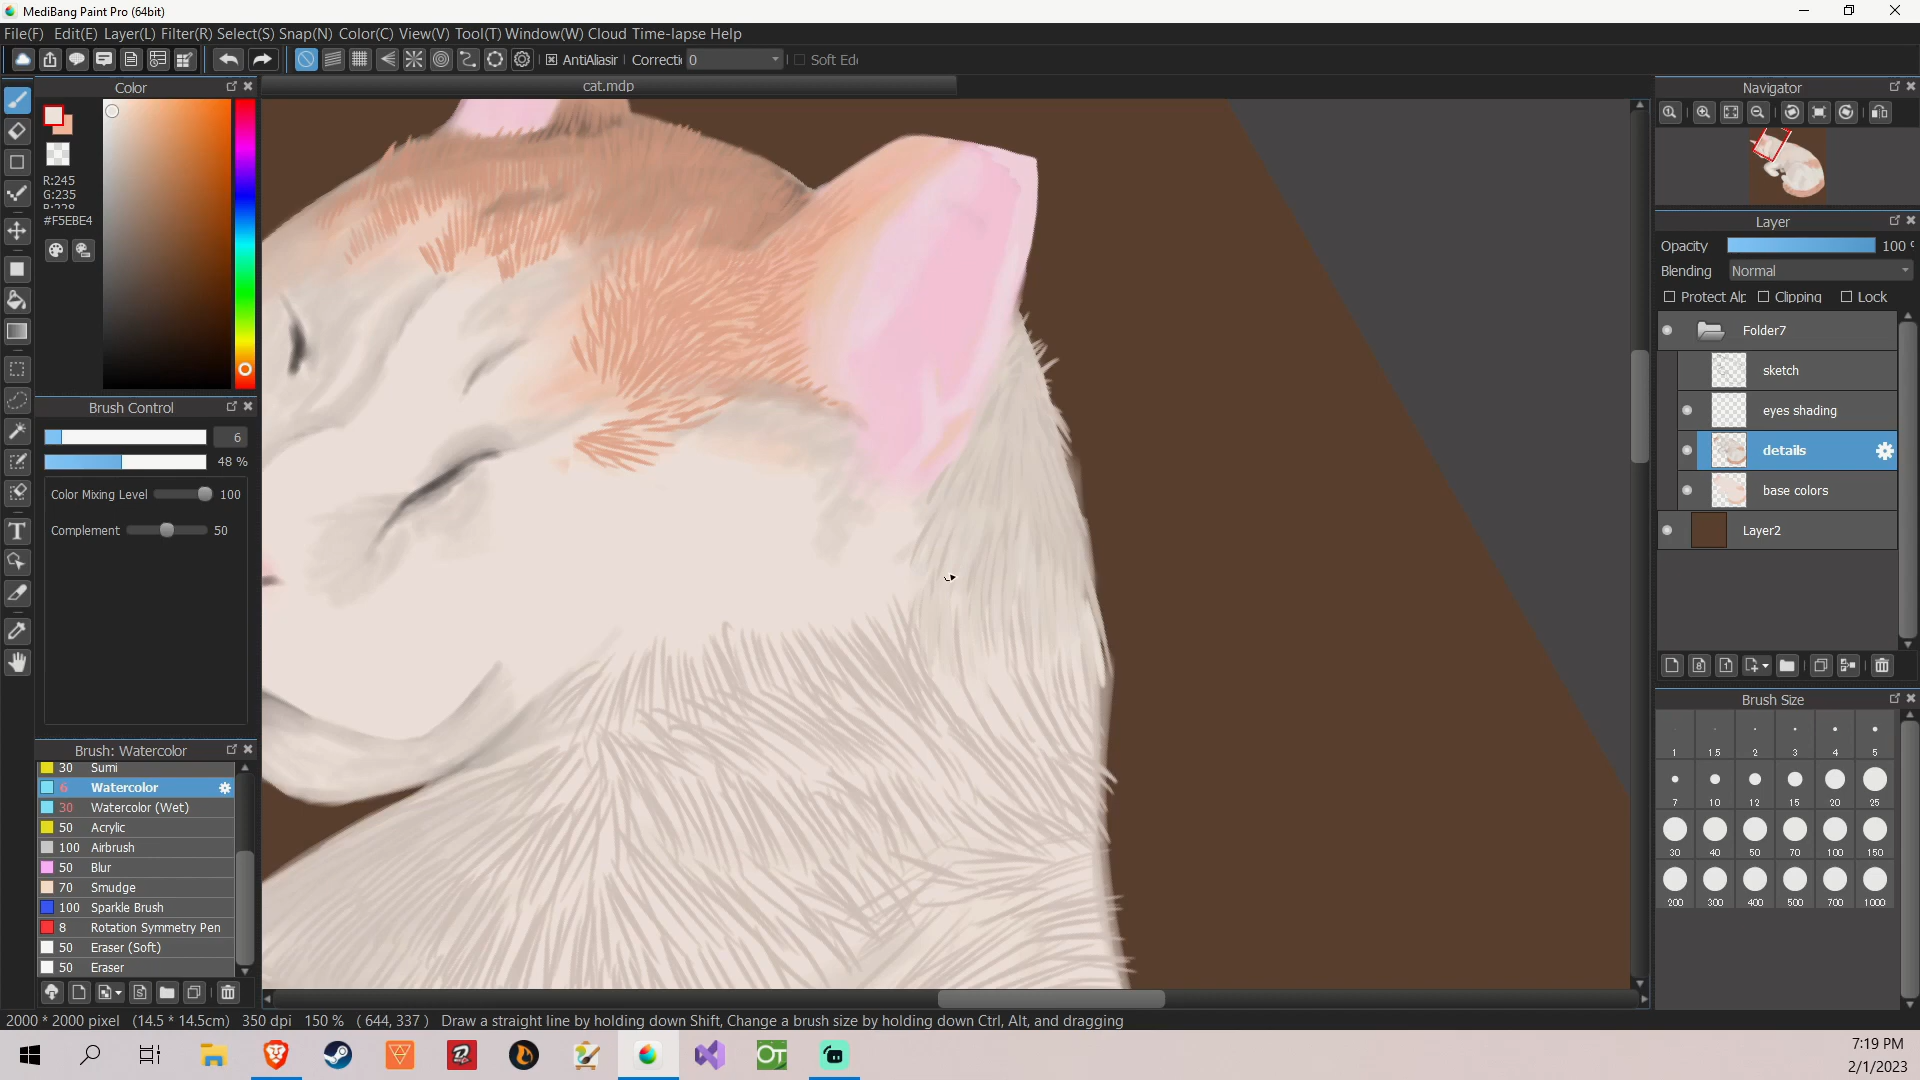 MediBang Paint Pro (64bit)
File(F) Edit(E) Layer(L) Filter(R) Select(S) Snap(N) Color(C) View(V) Tool(T) Window(W) Cloud Time-lapse Help
AntiAliasir Correcti 0 Soft Ed
Color
cat.mdp
Navigator
R:245
G:235
B:228
#F5EBE4
Layer
Opacity 100
Blending Normal
Protect Alp Clipping Lock
Folder7
sketch
eyes shading
details
base colors
Layer2
Brush Control
6
48 %
Color Mixing Level 100
Complement 50
Brush: Watercolor
30 Sumi
6 Watercolor
30 Watercolor (Wet)
50 Acrylic
100 Airbrush
50 Blur
70 Smudge
100 Sparkle Brush
8 Rotation Symmetry Pen
50 Eraser (Soft)
50 Eraser
Brush Size
1 1.5 2 3 4 5
7 10 12 15 20 25
30 40 50 70 100 150
200 300 400 500 700 1000
2000 * 2000 pixel (14.5 * 14.5cm) 350 dpi 150 % ( 644, 337 ) Draw a straight line by holding down Shift, Change a brush size by holding down Ctrl, Alt, and dragging
7:19 PM
2/1/2023